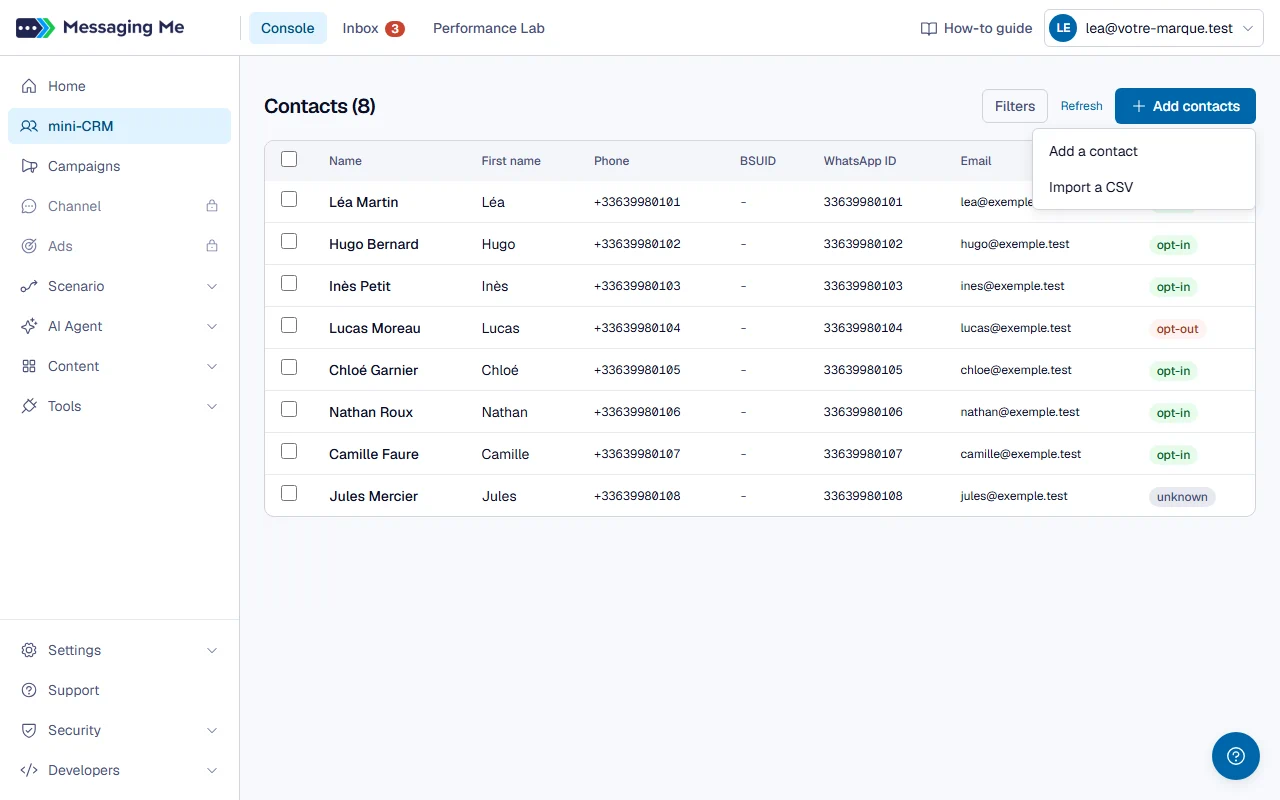 Messaging Me
Console
Inbox 3
Performance Lab
How-to guide
LE lea@votre-marque.test
Home
mini-CRM
Campaigns
Channel
Ads
Scenario
AI Agent
Content
Tools
Settings
Support
Security
Developers
Contacts (8)
Filters
Refresh
Add contacts
Add a contact
Import a CSV
Name First name Phone BSUID WhatsApp ID Email
Léa Martin Léa +33639980101 - 33639980101 lea@exemple
Hugo Bernard Hugo +33639980102 - 33639980102 hugo@exemple.test opt-in
Inès Petit Inès +33639980103 - 33639980103 ines@exemple.test opt-in
Lucas Moreau Lucas +33639980104 - 33639980104 lucas@exemple.test opt-out
Chloé Garnier Chloé +33639980105 - 33639980105 chloe@exemple.test opt-in
Nathan Roux Nathan +33639980106 - 33639980106 nathan@exemple.test opt-in
Camille Faure Camille +33639980107 - 33639980107 camille@exemple.test opt-in
Jules Mercier Jules +33639980108 - 33639980108 jules@exemple.test unknown